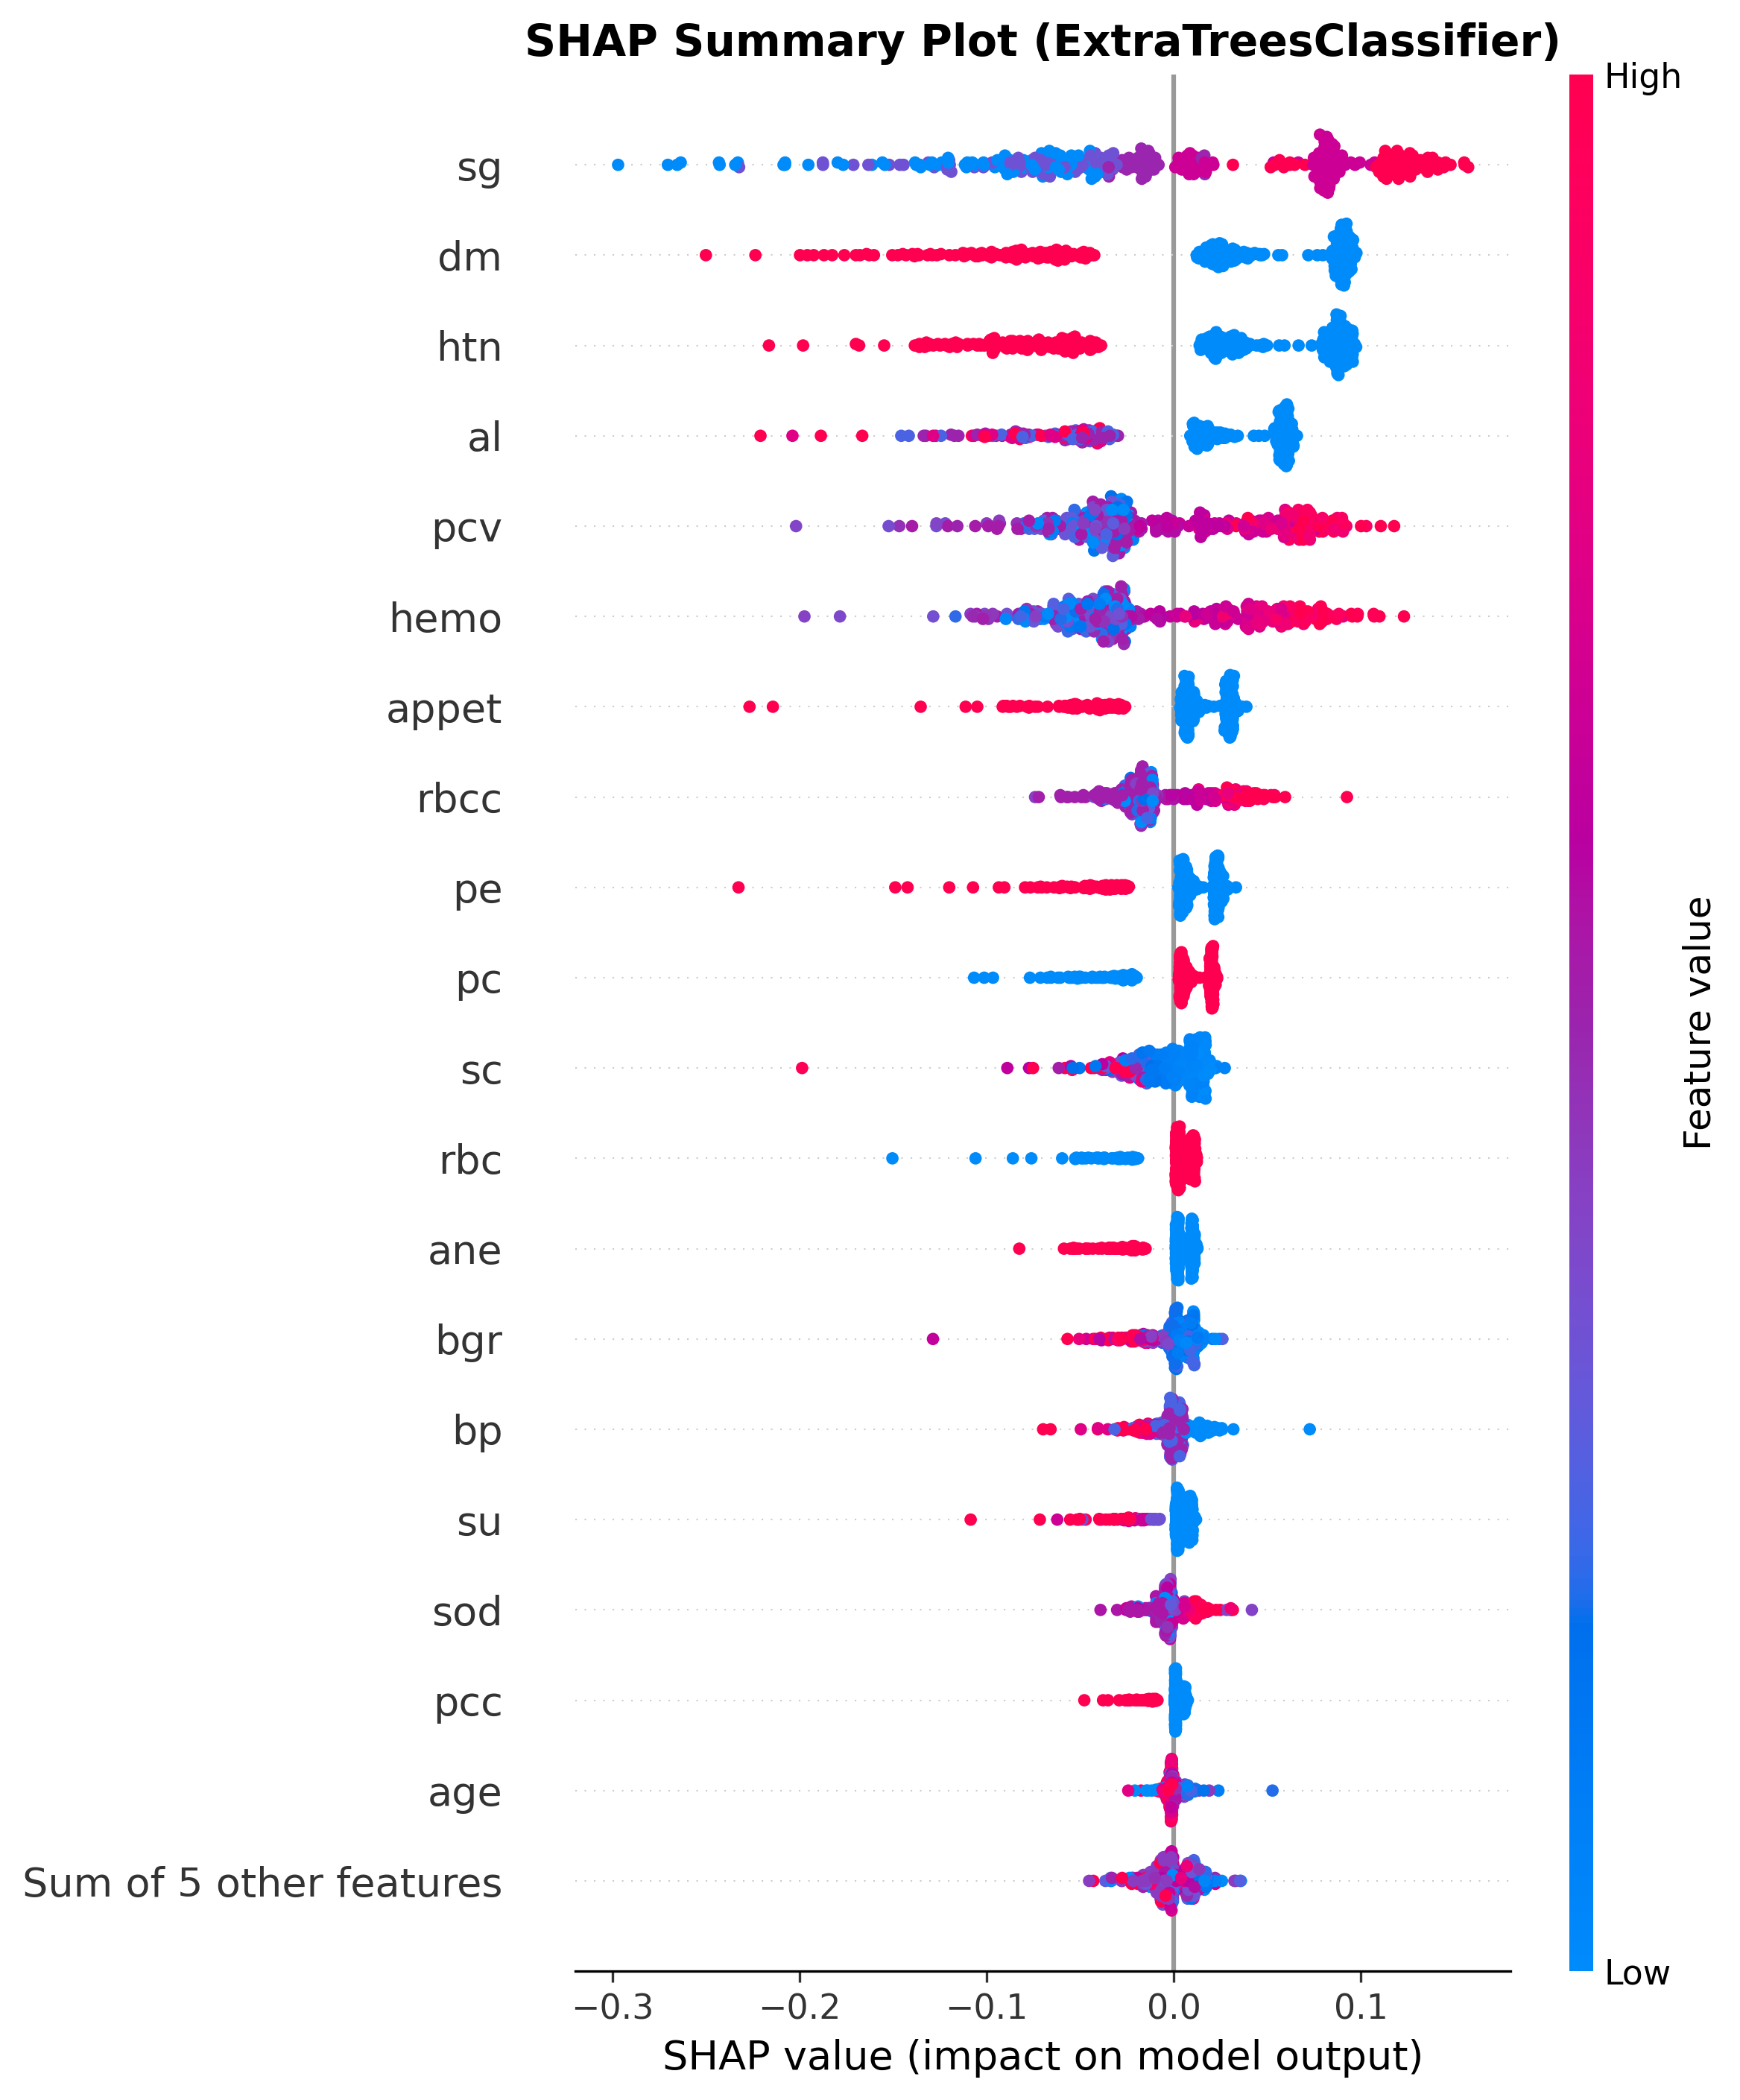 SHAP Summary Plot (ExtraTreesClassifier)
High
sg
dm
htn
al
pcv
hemo
appet
rbcc
pe
pc
sc
rbc
ane
bgr
bp
su
sod
pcc
age
Sum of 5 other features
Feature value
Low
−0.3 −0.2 −0.1 0.0 0.1
SHAP value (impact on model output)